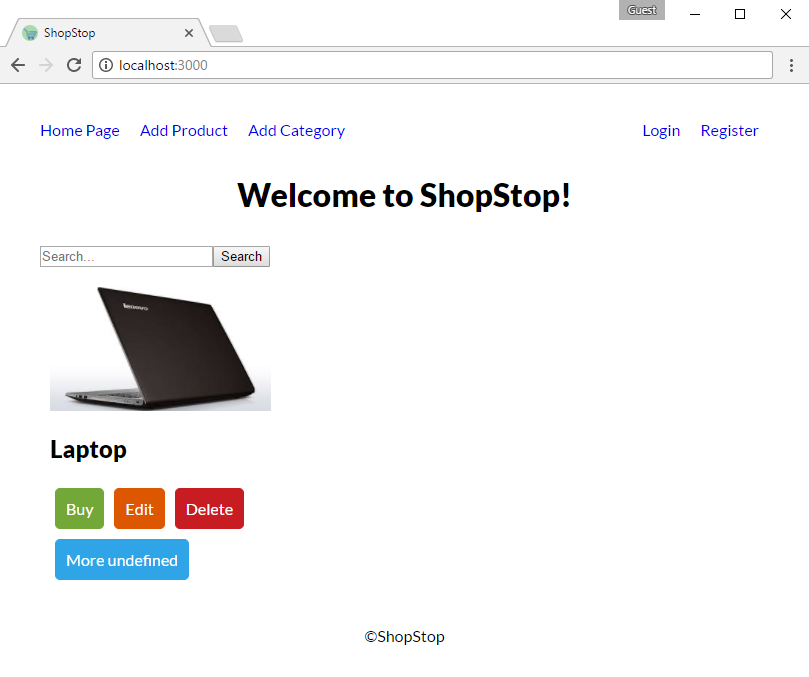 Guest
ShopStop
localhost:3000
Home Page Add Product Add Category Login Register
Welcome to ShopStop!
Search... Search
lenovo
Laptop
Buy Edit Delete
More undefined
©ShopStop